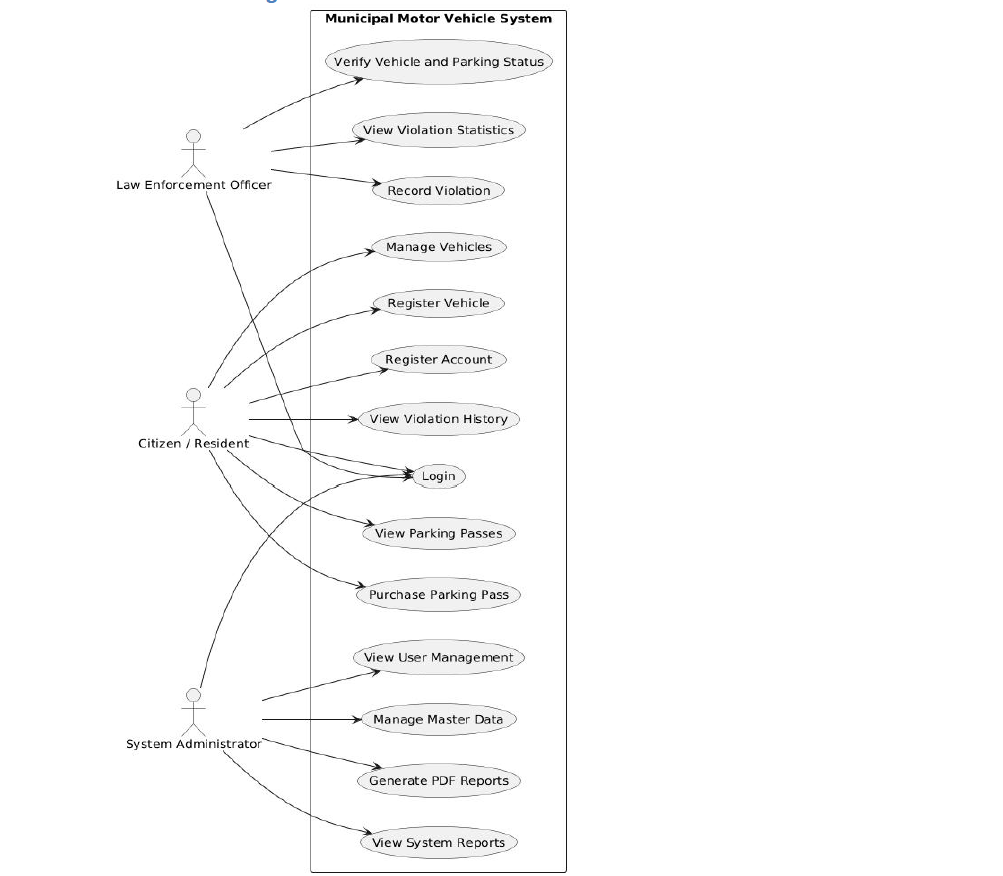 Municipal Motor Vehicle System
Verify Vehicle and Parking Status
View Violation Statistics
Law Enforcement Officer
Record Violation
Manage Vehicles
Register Vehicle
Register Account
View Violation History
Citizen / Resident
Login
View Parking Passes
Purchase Parking Pass
View User Management
Manage Master Data
System Administrator
Generate PDF Reports
View System Reports